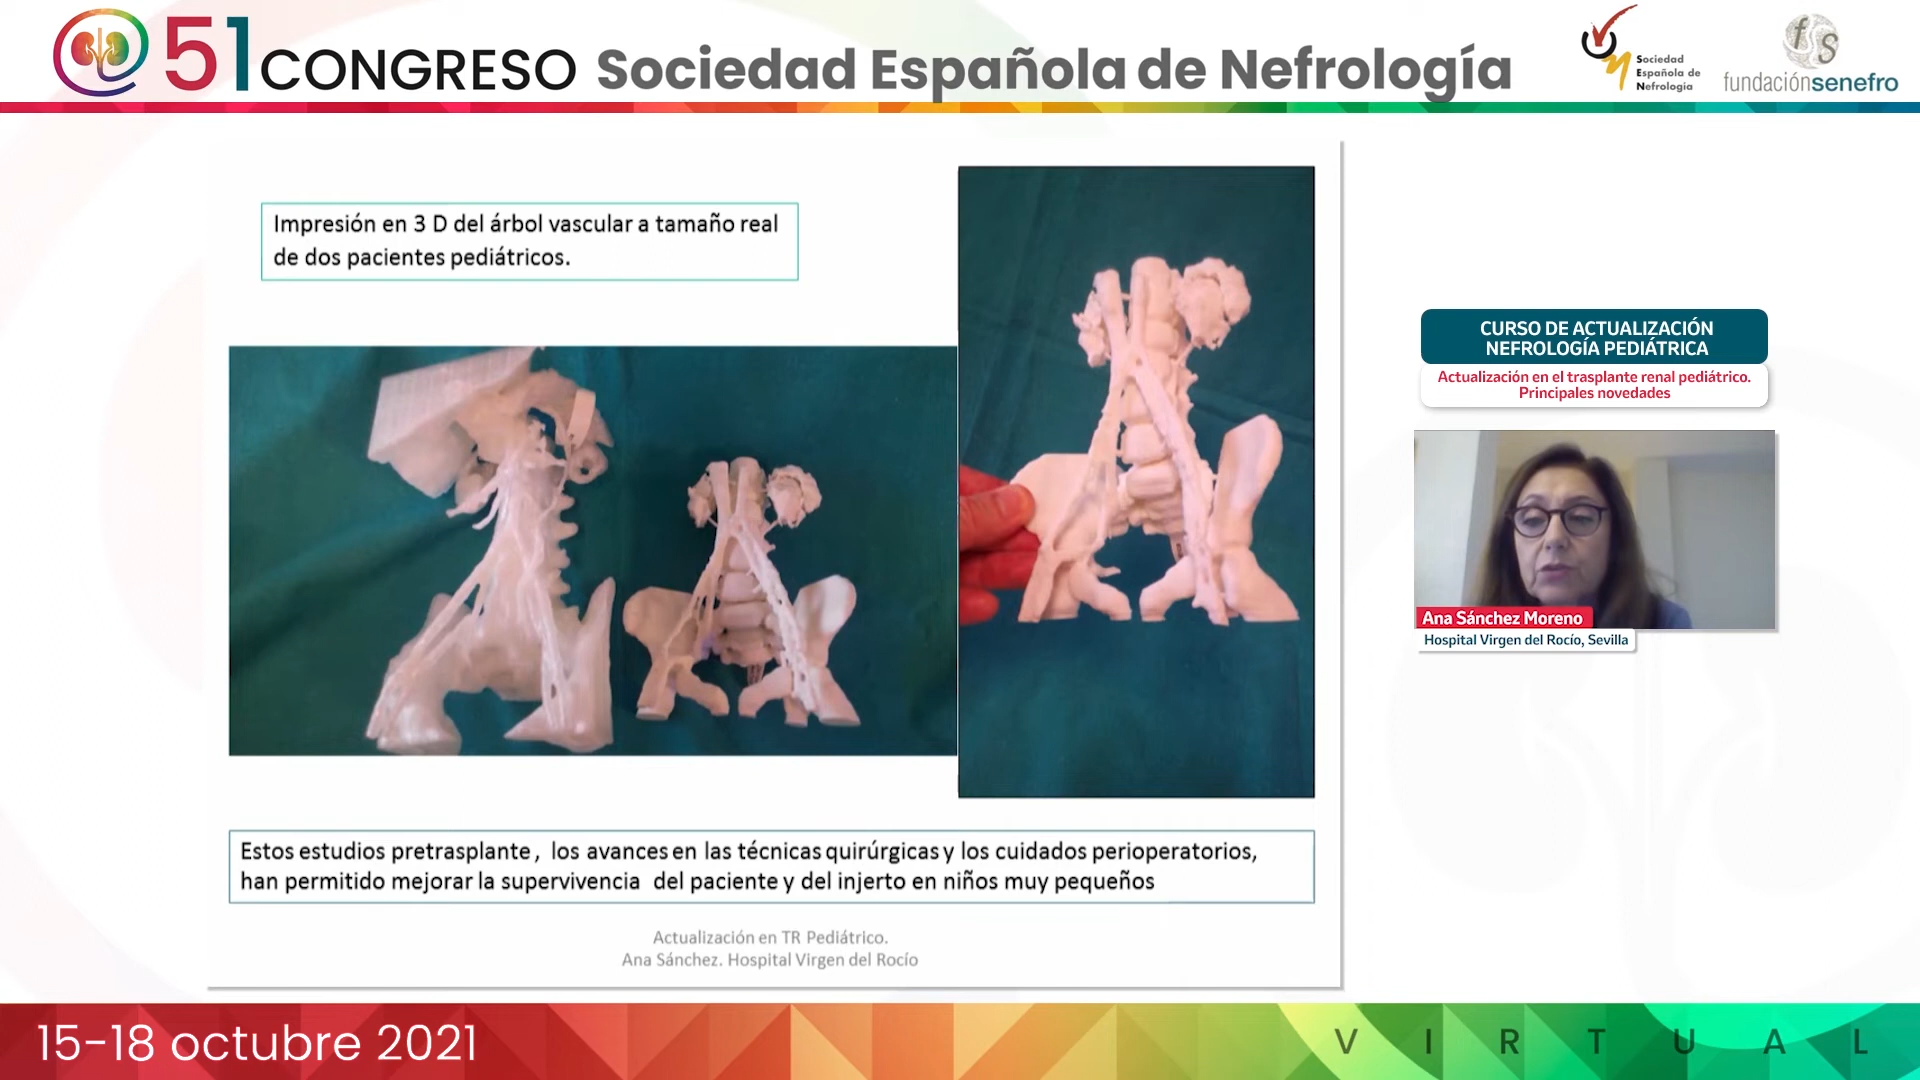 51 CONGRESO Sociedad Española de Nefrología
Sociedad
Española de
Nefrología
fs
fundaciónsenefro
Impresión en 3 D del árbol vascular a tamaño real
de dos pacientes pediátricos.
CURSO DE ACTUALIZACIÓN
NEFROLOGÍA PEDIÁTRICA
Actualización en el trasplante renal pediátrico.
Principales novedades
Ana Sánchez Moreno
Hospital Virgen del Rocío, Sevilla
Estos estudios pretrasplante , los avances en las técnicas quirúrgicas y los cuidados perioperatorios,
han permitido mejorar la supervivencia del paciente y del injerto en niños muy pequeños
Actualización en TR Pediátrico.
Ana Sánchez. Hospital Virgen del Rocío
15-18 octubre 2021
VIRTUAL